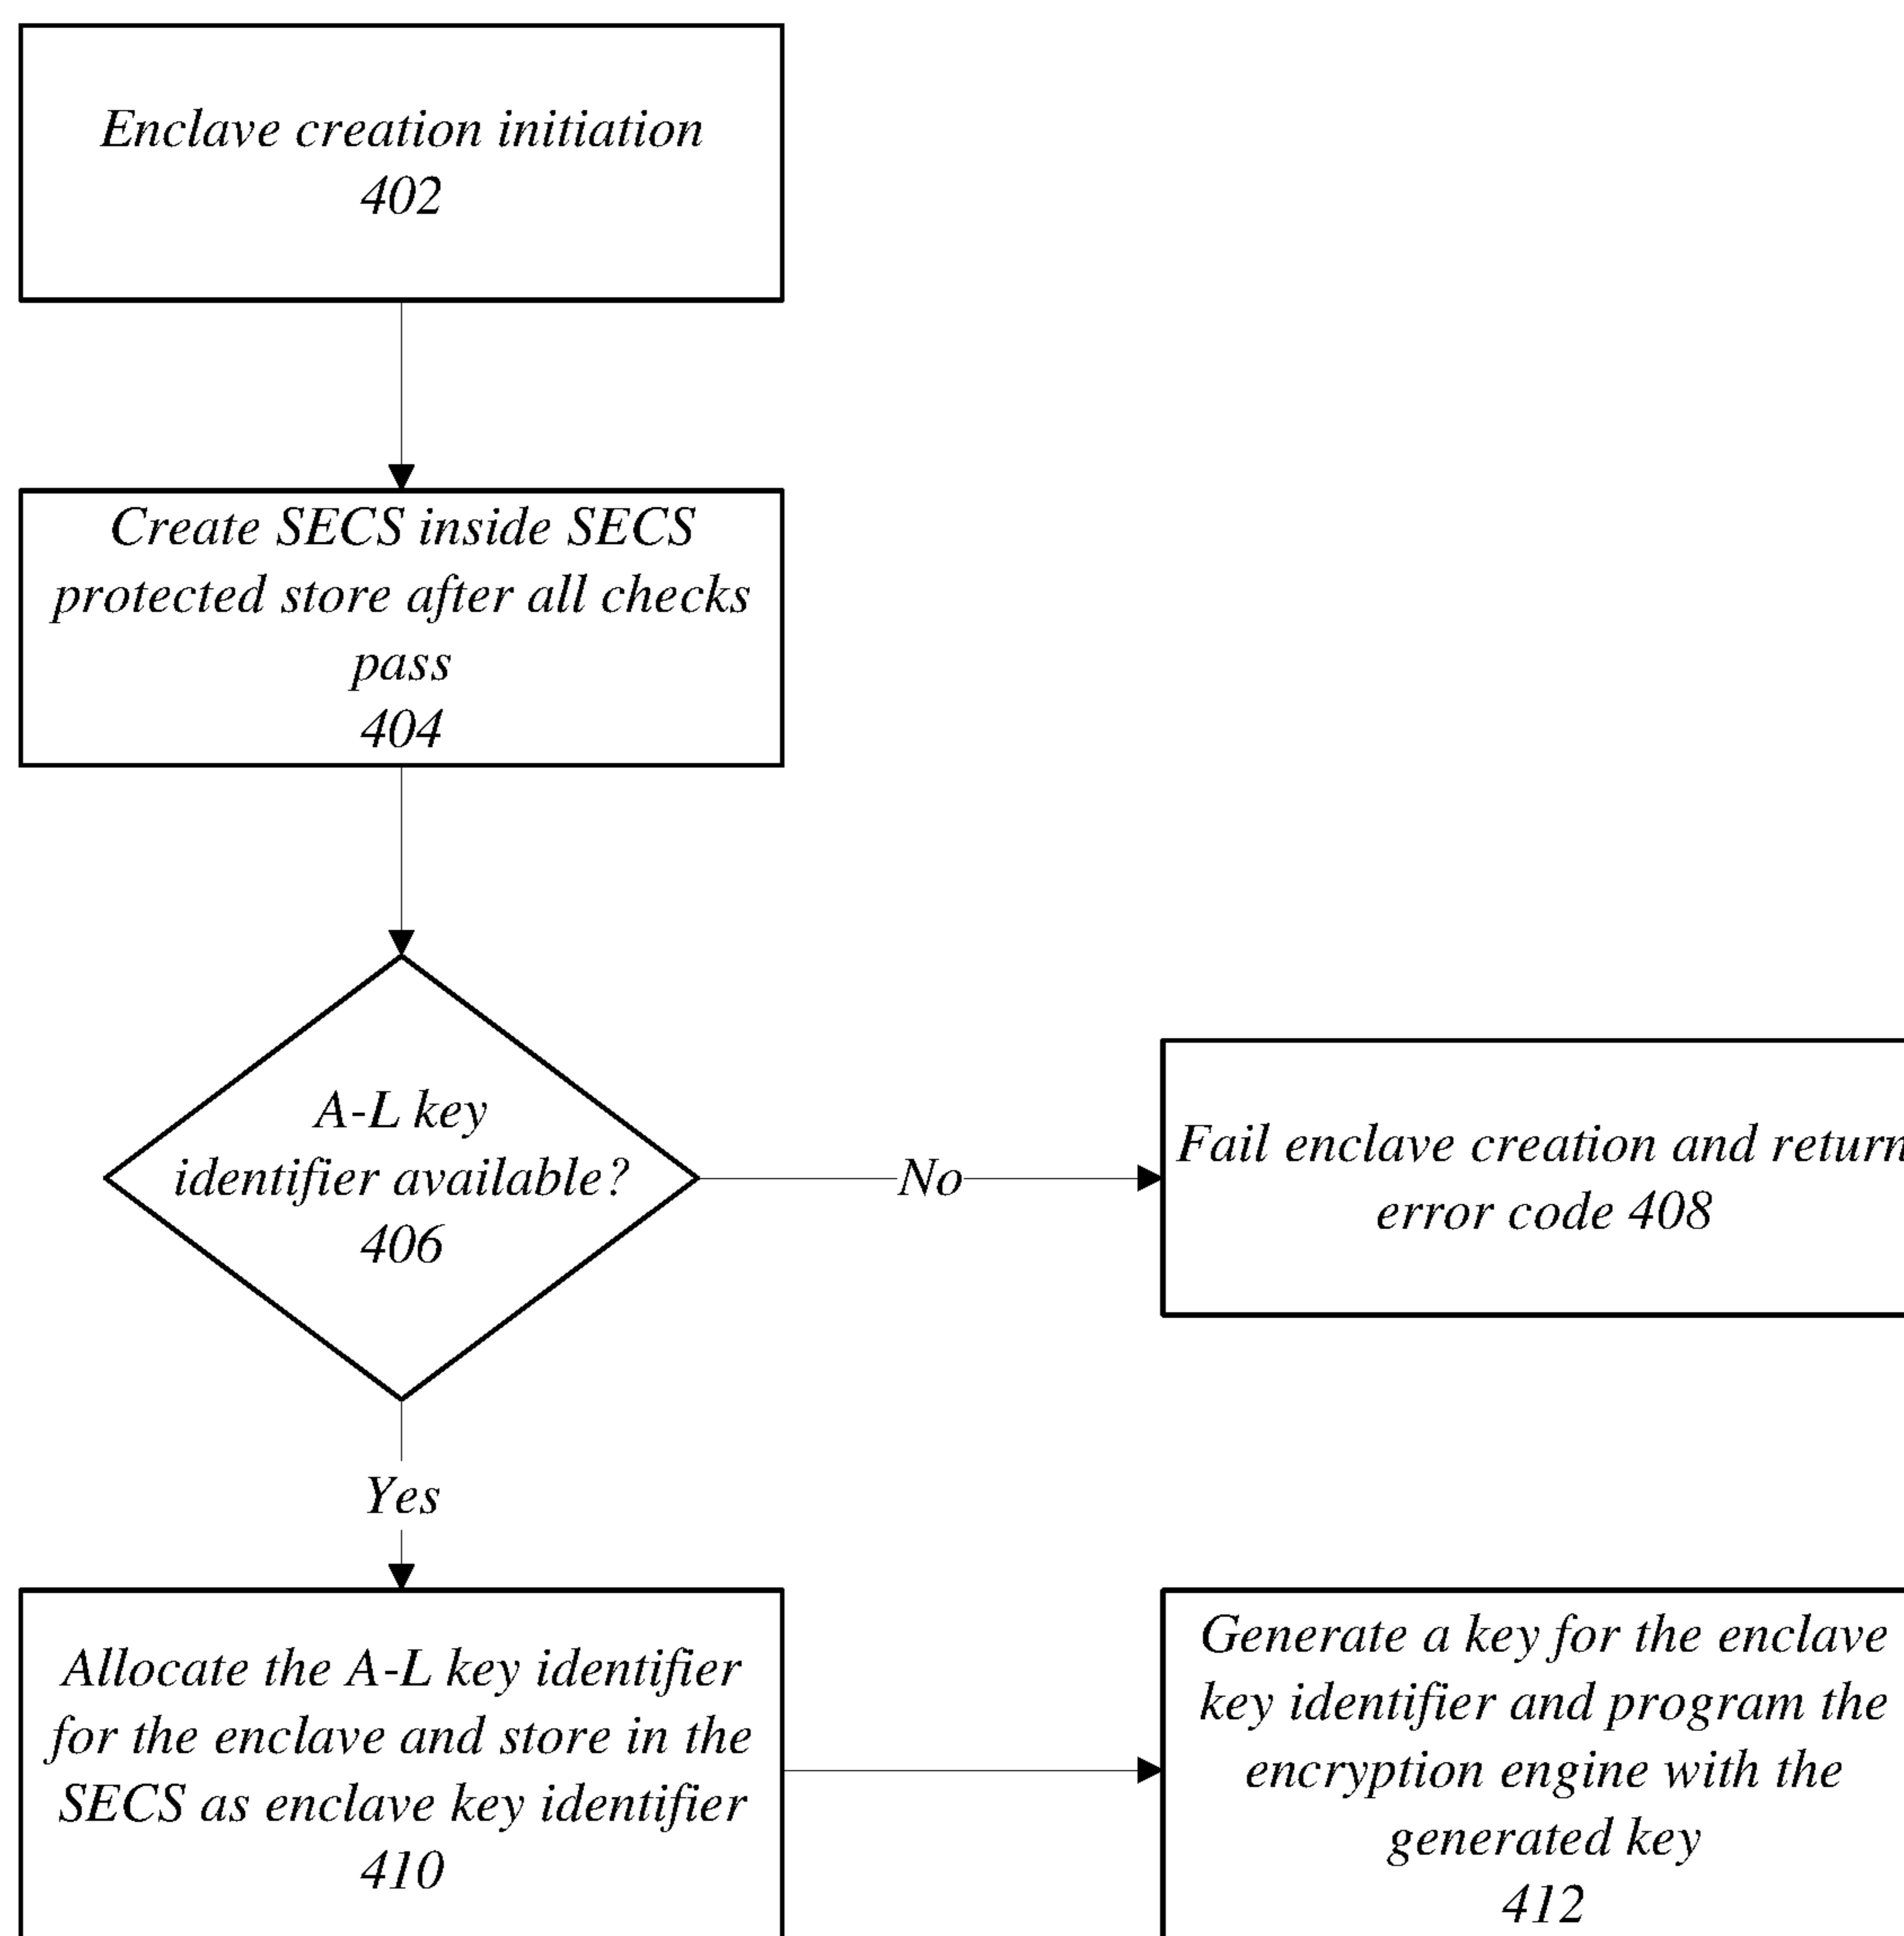 Enclave creation initiation
402
Create SECS inside SECS
protected store after all checks
pass
404
A-L key
identifier available?
406
No
Fail enclave creation and return
error code 408
Yes
Allocate the A-L key identifier
for the enclave and store in the
SECS as enclave key identifier
410
Generate a key for the enclave
key identifier and program the
encryption engine with the
generated key
412